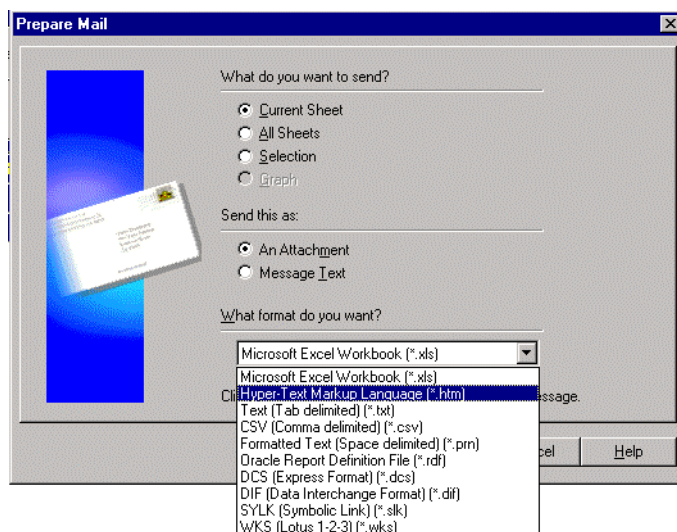 Prepare Mail
What do you want to send?
Current Sheet
All Sheets
Selection
Graph
Send this as:
An Attachment
Message Text
What format do you want?
Microsoft Excel Workbook (*.xls)
Microsoft Excel Workbook (*.xls)
Hyper-Text Markup Language (*.htm)
Text (Tab delimited) (*.txt)
CSV (Comma delimited) (*.csv)
Formatted Text (Space delimited) (*.prn)
Oracle Report Definition File (*.rdf)
DCS (Express Format) (*.dcs)
DIF (Data Interchange Format) (*.dif)
SYLK (Symbolic Link) (*.slk)
WKS (Lotus 1-2-3) (*.wks)
Help